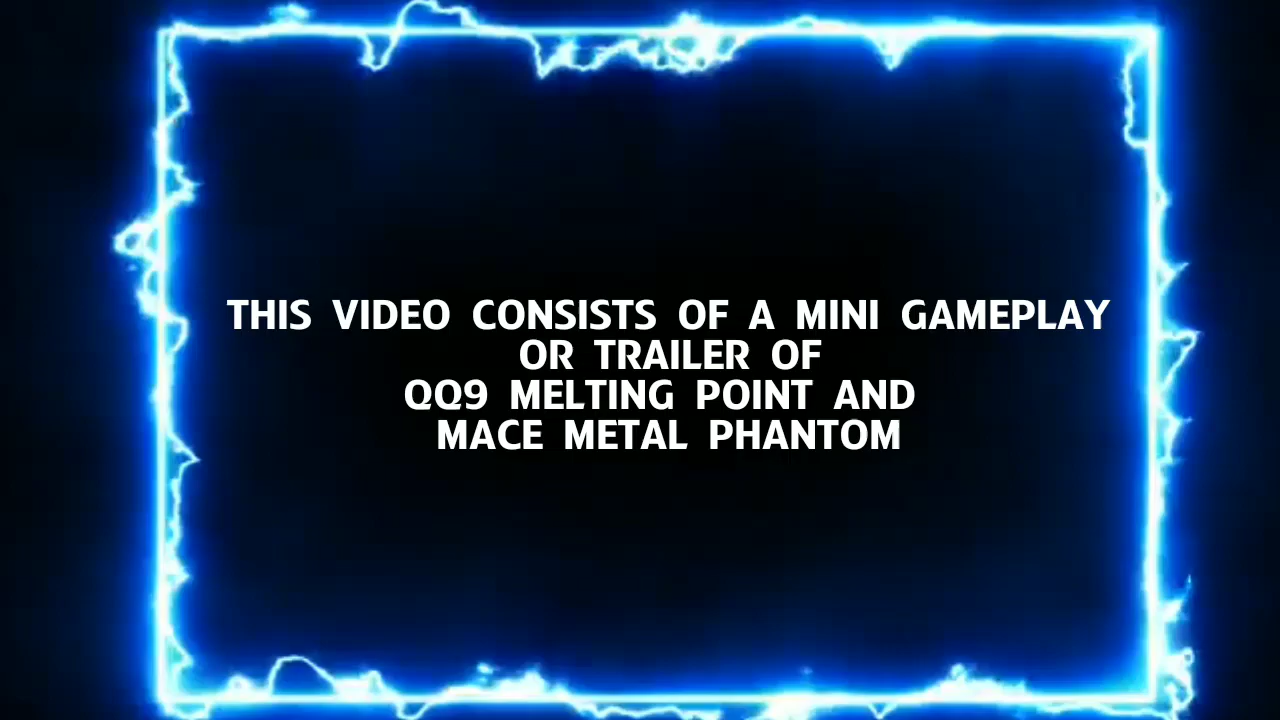 THIS VIDEO CONSISTS OF A MINI GAMEPLAY
OR TRAILER OF
QQ9 MELTING POINT AND
MACE METAL PHANTOM